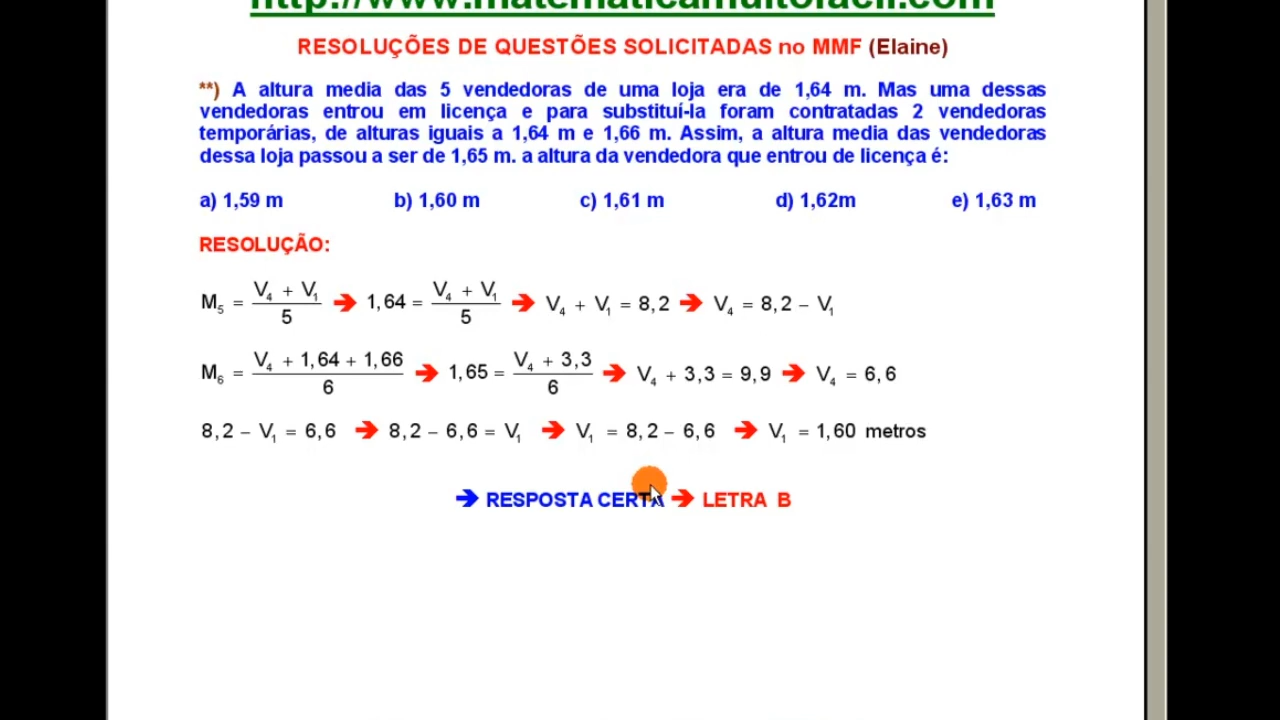 http://www.matematicamuitofacil.com
RESOLUÇÕES DE QUESTÕES SOLICITADAS no MMF (Elaine)
**) A altura media das 5 vendedoras de uma loja era de 1,64 m. Mas uma dessas
vendedoras entrou em licença e para substituí-la foram contratadas 2 vendedoras
temporárias, de alturas iguais a 1,64 m e 1,66 m. Assim, a altura media das vendedoras
dessa loja passou a ser de 1,65 m. a altura da vendedora que entrou de licença é:
a) 1,59 m b) 1,60 m c) 1,61 m d) 1,62m e) 1,63 m
RESOLUÇÃO:
M₅ = (V₄ + V₁)/5 ➔ 1,64 = (V₄ + V₁)/5 ➔ V₄ + V₁ = 8,2 ➔ V₄ = 8,2 − V₁
M₆ = (V₄ + 1,64 + 1,66)/6 ➔ 1,65 = (V₄ + 3,3)/6 ➔ V₄ + 3,3 = 9,9 ➔ V₄ = 6,6
8,2 − V₁ = 6,6 ➔ 8,2 − 6,6 = V₁ ➔ V₁ = 8,2 − 6,6 ➔ V₁ = 1,60 metros
➔ RESPOSTA CERTA ➔ LETRA B